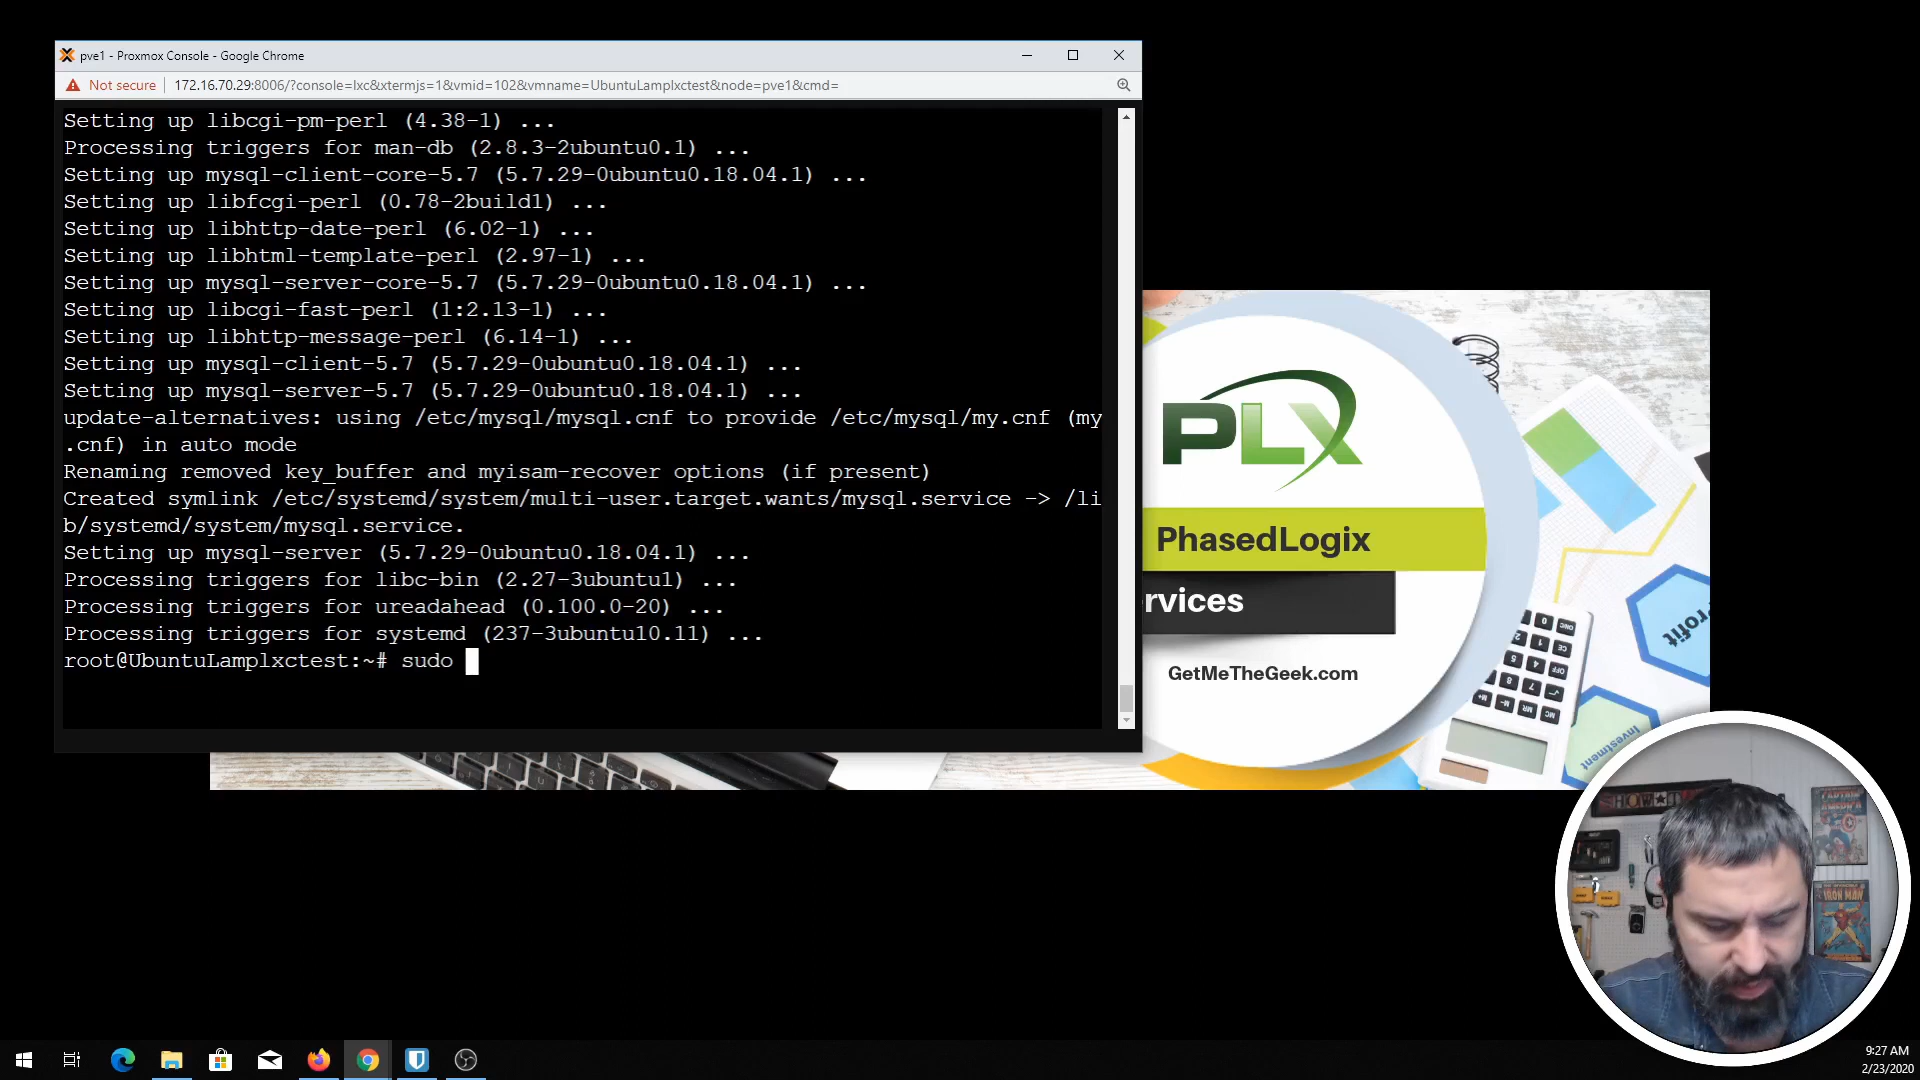 pve1 - Proxmox Console - Google Chrome
Not secure
172.16.70.29:8006/?console=lxc&xtermjs=1&vmid=102&vmname=UbuntuLamplxctest&node=pve1&cmd=
Setting up libcgi-pm-perl (4.38-1) ...
Processing triggers for man-db (2.8.3-2ubuntu0.1) ...
Setting up mysql-client-core-5.7 (5.7.29-0ubuntu0.18.04.1) ...
Setting up libfcgi-perl (0.78-2build1) ...
Setting up libhttp-date-perl (6.02-1) ...
Setting up libhtml-template-perl (2.97-1) ...
Setting up mysql-server-core-5.7 (5.7.29-0ubuntu0.18.04.1) ...
Setting up libcgi-fast-perl (1:2.13-1) ...
Setting up libhttp-message-perl (6.14-1) ...
Setting up mysql-client-5.7 (5.7.29-0ubuntu0.18.04.1) ...
Setting up mysql-server-5.7 (5.7.29-0ubuntu0.18.04.1) ...
update-alternatives: using /etc/mysql/mysql.cnf to provide /etc/mysql/my.cnf (my
.cnf) in auto mode
Renaming removed key_buffer and myisam-recover options (if present)
Created symlink /etc/systemd/system/multi-user.target.wants/mysql.service -> /li
b/systemd/system/mysql.service.
Setting up mysql-server (5.7.29-0ubuntu0.18.04.1) ...
Processing triggers for libc-bin (2.27-3ubuntu1) ...
Processing triggers for ureadahead (0.100.0-20) ...
Processing triggers for systemd (237-3ubuntu10.11) ...
root@UbuntuLamplxctest:~# sudo
PLX
PhasedLogix
rvices
GetMeTheGeek.com
Profit
Investment
CAPTAIN
AMERICA
IRON MAN
9:27 AM
2/23/2020